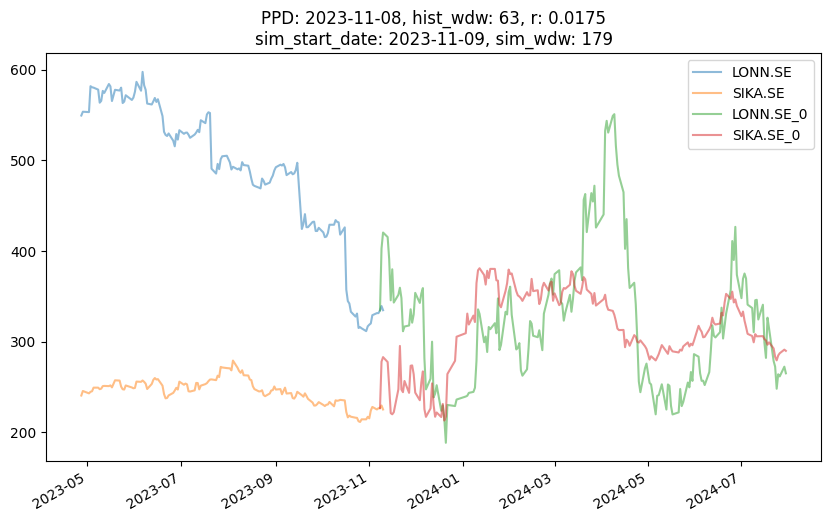 PPD: 2023-11-08, hist_wdw: 63, r: 0.0175
sim_start_date: 2023-11-09, sim_wdw: 179
LONN.SE
SIKA.SE
LONN.SE_0
SIKA.SE_0
600
500
400
300
200
2023-05
2023-07
2023-09
2023-11
2024-01
2024-03
2024-05
2024-07